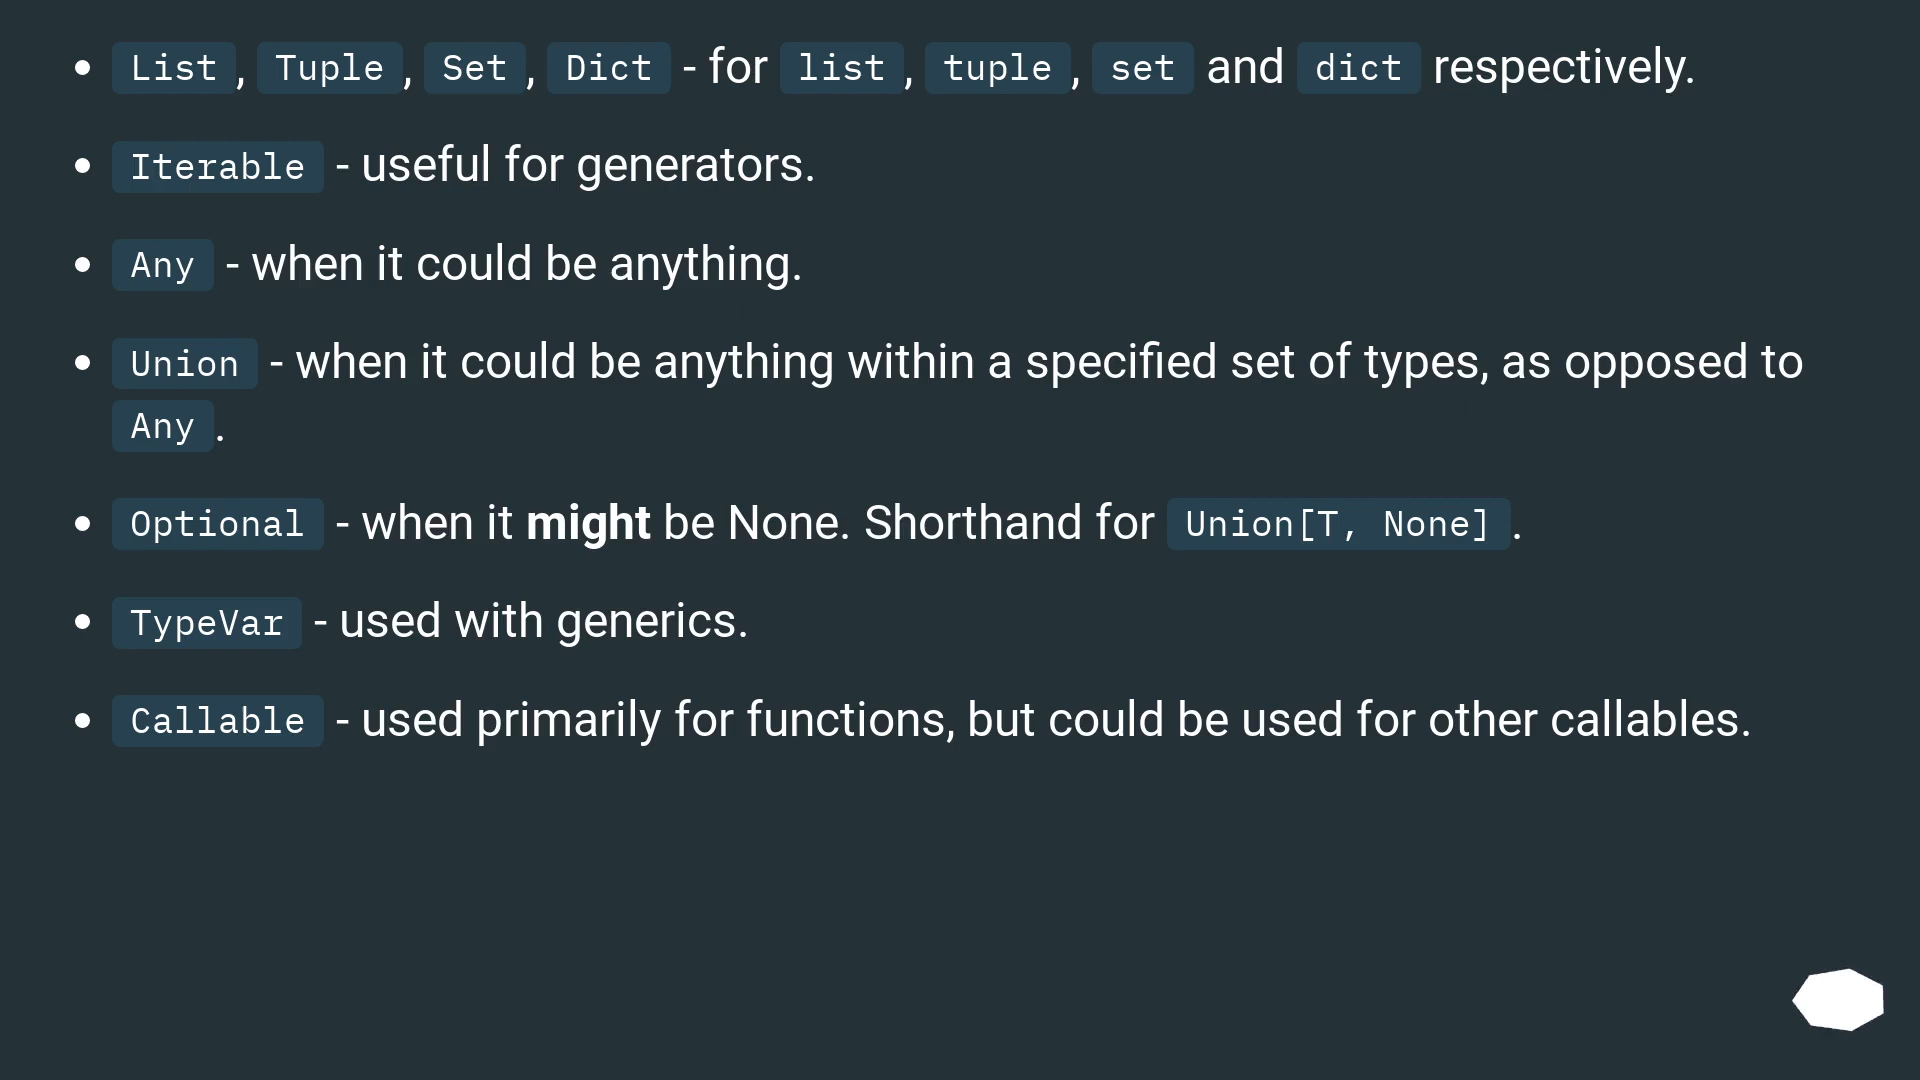 • List, Tuple, Set, Dict - for list, tuple, set and dict respectively.
• Iterable - useful for generators.
• Any - when it could be anything.
• Union - when it could be anything within a specified set of types, as opposed to
Any.
• Optional - when it might be None. Shorthand for Union[T, None].
• TypeVar - used with generics.
• Callable - used primarily for functions, but could be used for other callables.